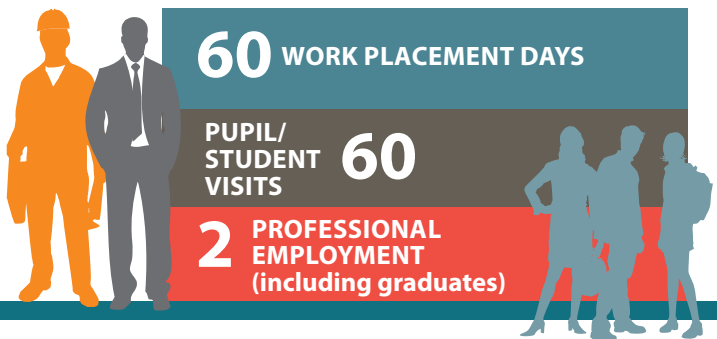 60 WORK PLACEMENT DAYS
PUPIL/
STUDENT 60
VISITS
2 PROFESSIONAL
EMPLOYMENT
(including graduates)